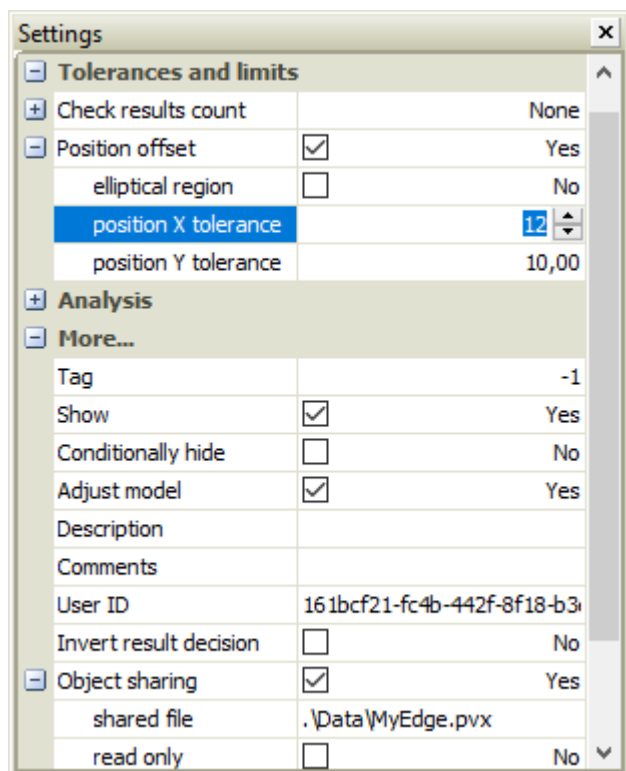 Settings
Tolerances and limits
Check results count None
Position offset Yes
elliptical region No
position X tolerance 12
position Y tolerance 10,00
Analysis
More...
Tag -1
Show Yes
Conditionally hide No
Adjust model Yes
Description
Comments
User ID 161bcf21-fc4b-442f-8f18-b3
Invert result decision No
Object sharing Yes
shared file .\Data\MyEdge.pvx
read only No